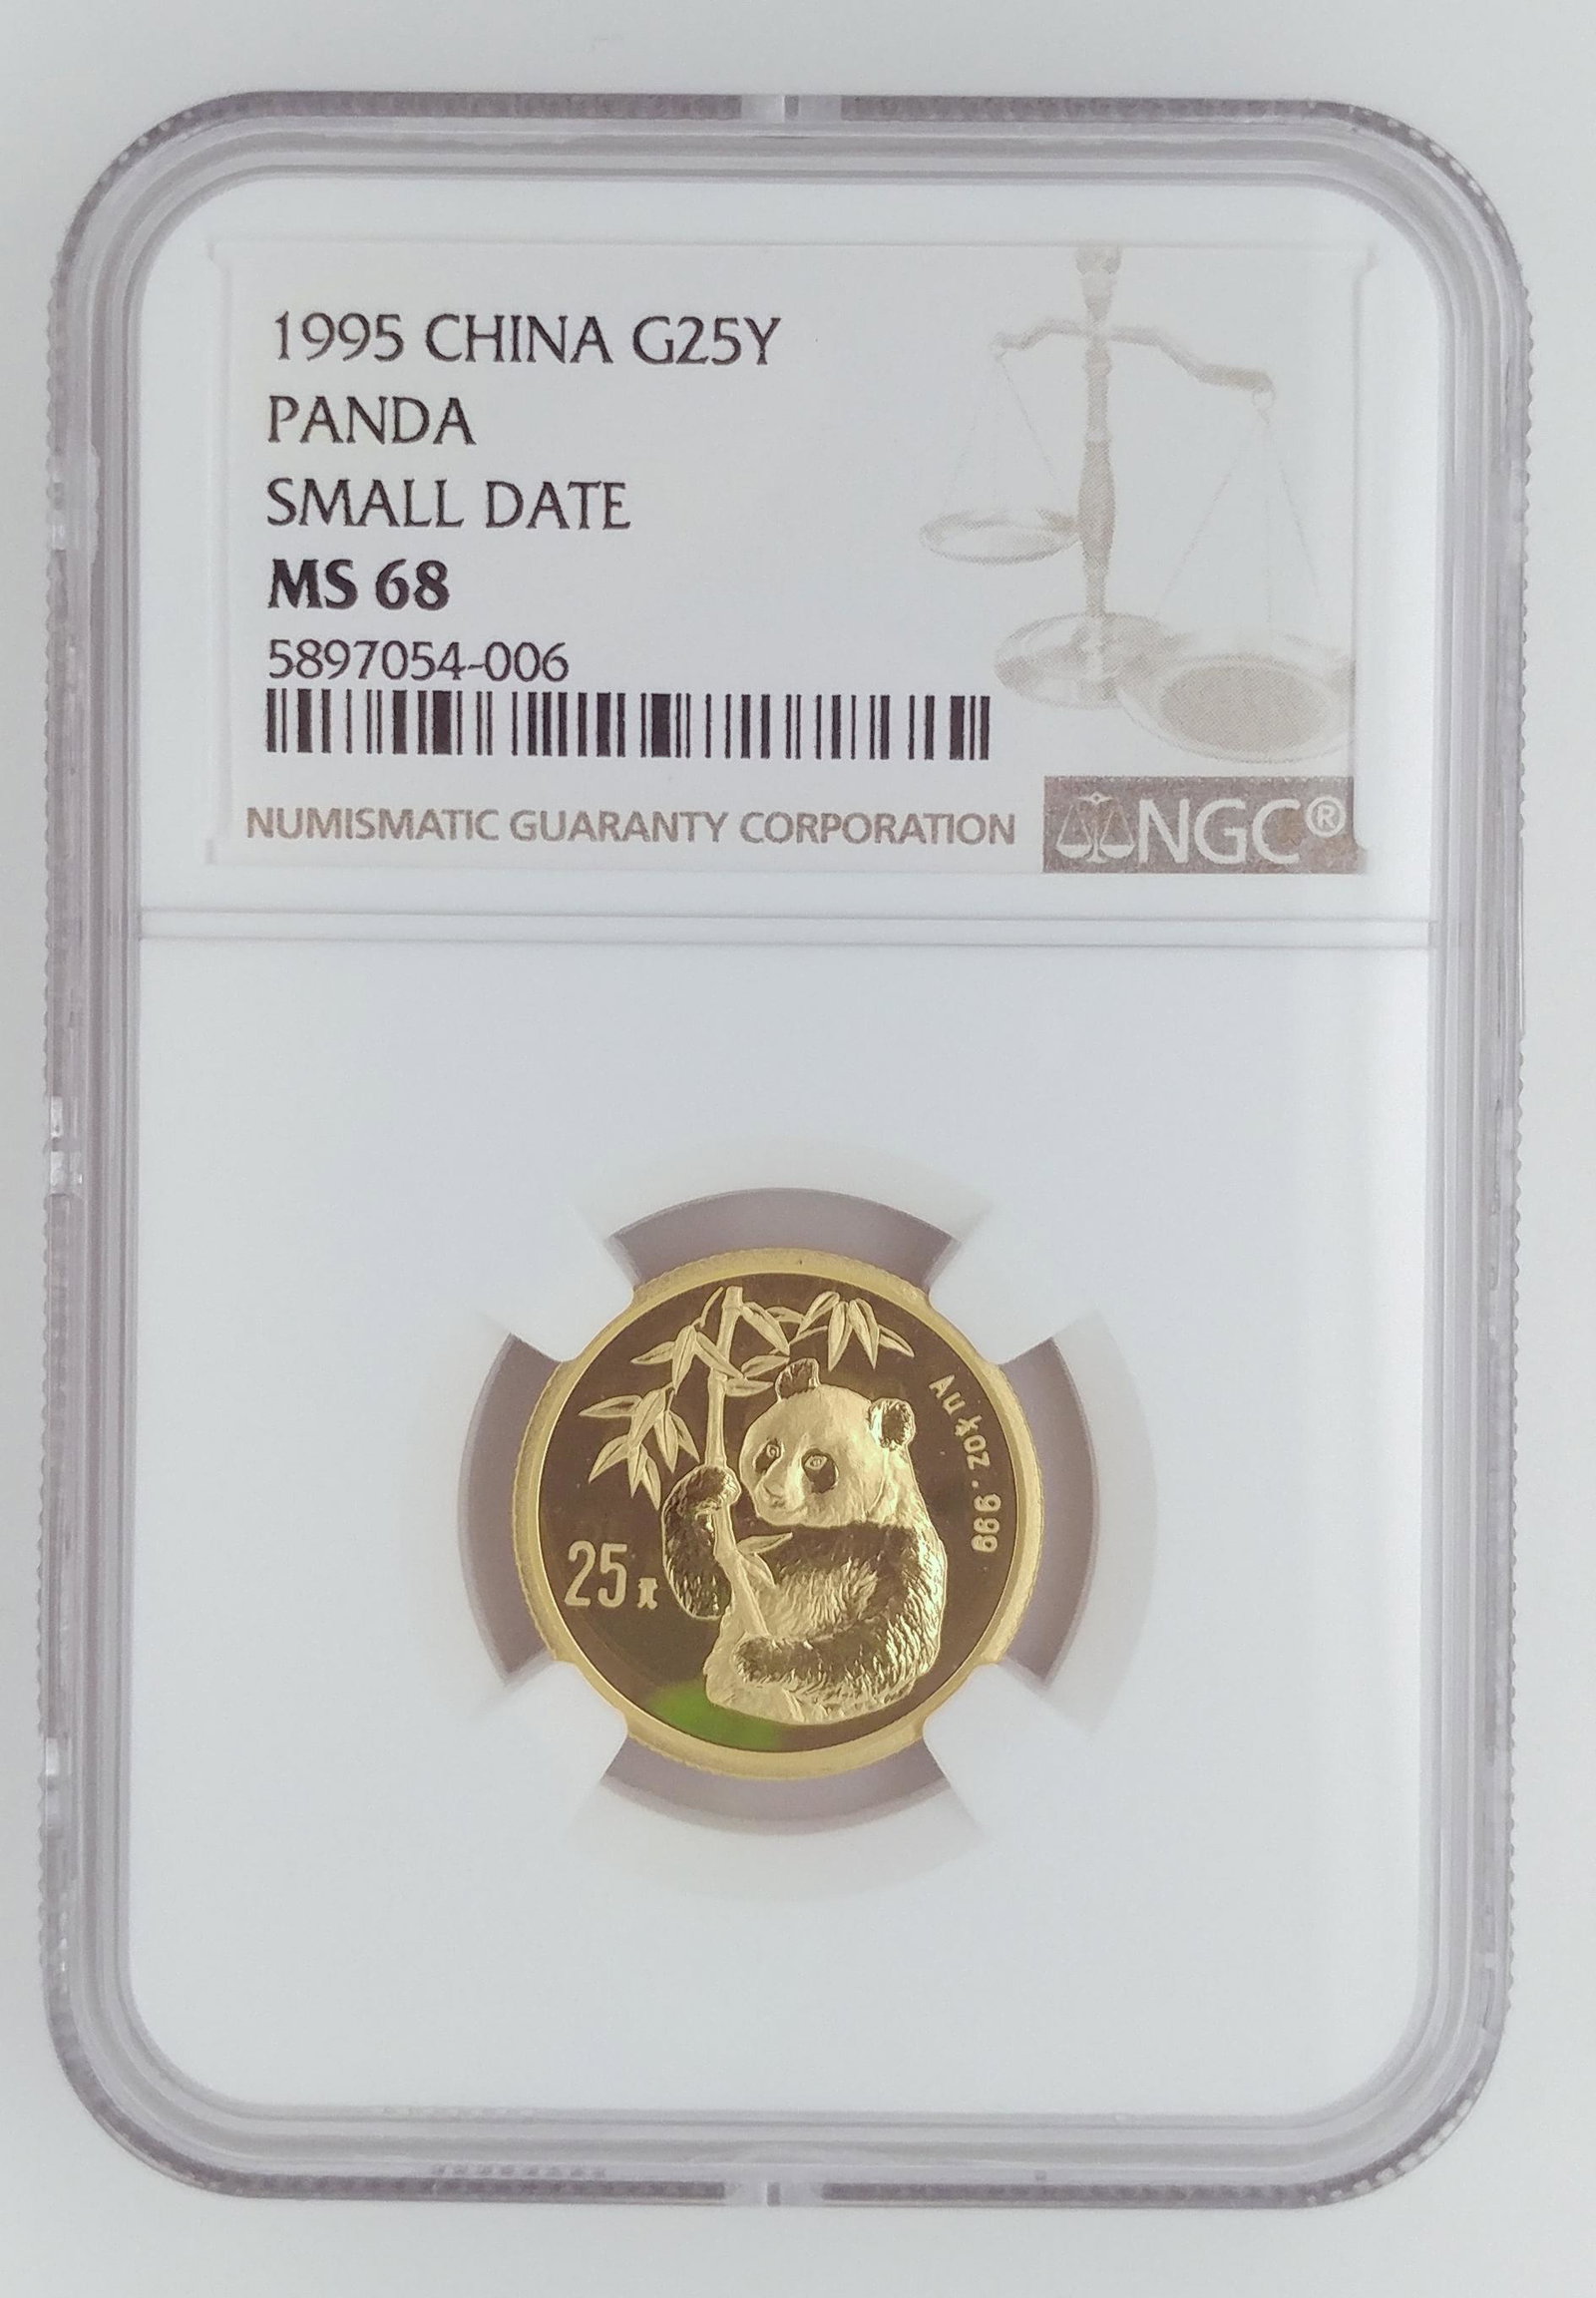 1995 CHINA G25Y
PANDA
SMALL DATE
MS 68
5897054-006
NUMISMATIC GUARANTY CORPORATION
NGC®
Au ¼oz .999
25元